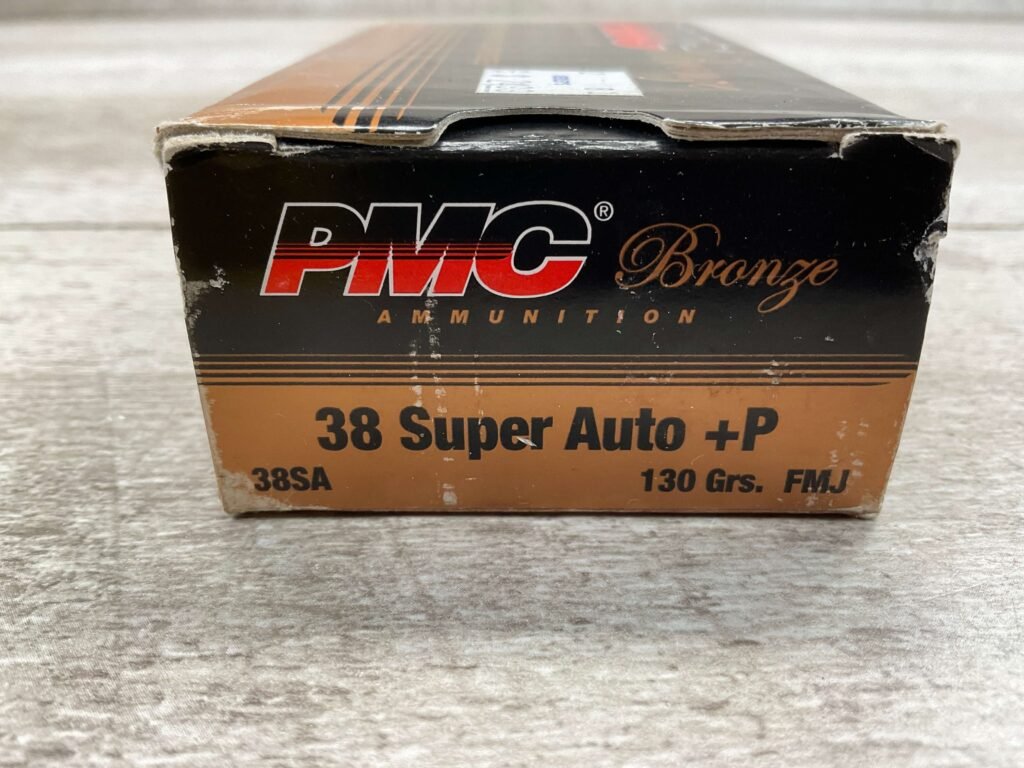 PMC® Bronze
AMMUNITION
38 Super Auto +P
38SA 130 Grs. FMJ